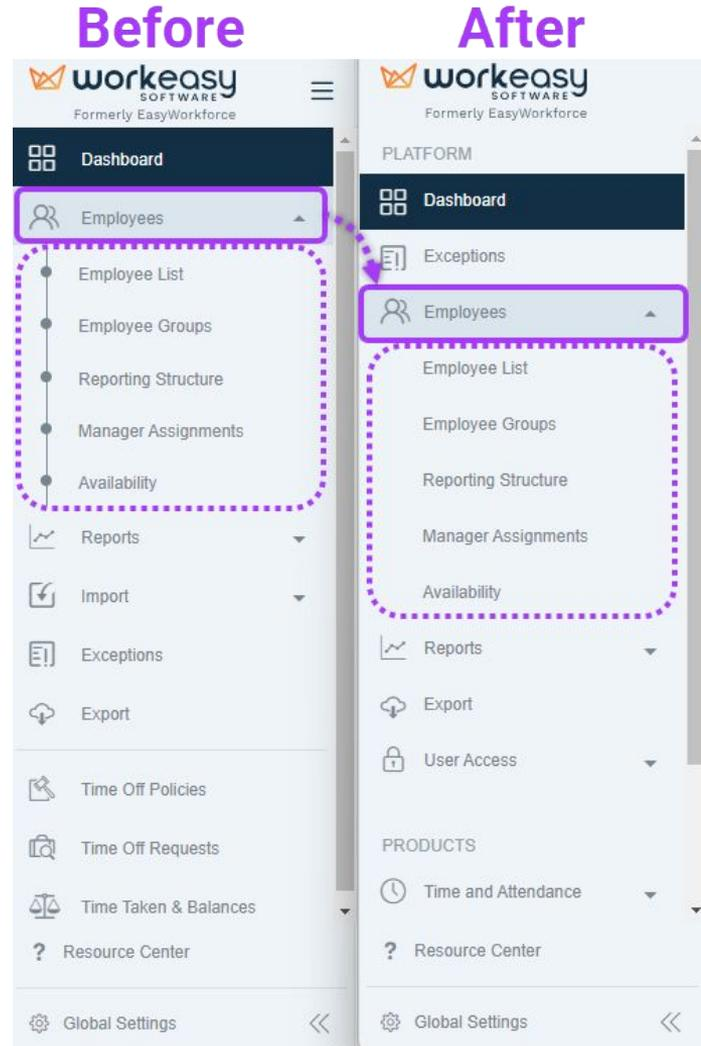 Before
workeasy
SOFTWARE
Formerly EasyWorkforce
Dashboard
Employees
Employee List
Employee Groups
Reporting Structure
Manager Assignments
Availability
Reports
Import
Exceptions
Export
Time Off Policies
Time Off Requests
Time Taken & Balances
? Resource Center
Global Settings
After
workeasy
SOFTWARE
Formerly EasyWorkforce
PLATFORM
Dashboard
Exceptions
Employees
Employee List
Employee Groups
Reporting Structure
Manager Assignments
Availability
Reports
Export
User Access
PRODUCTS
Time and Attendance
? Resource Center
Global Settings